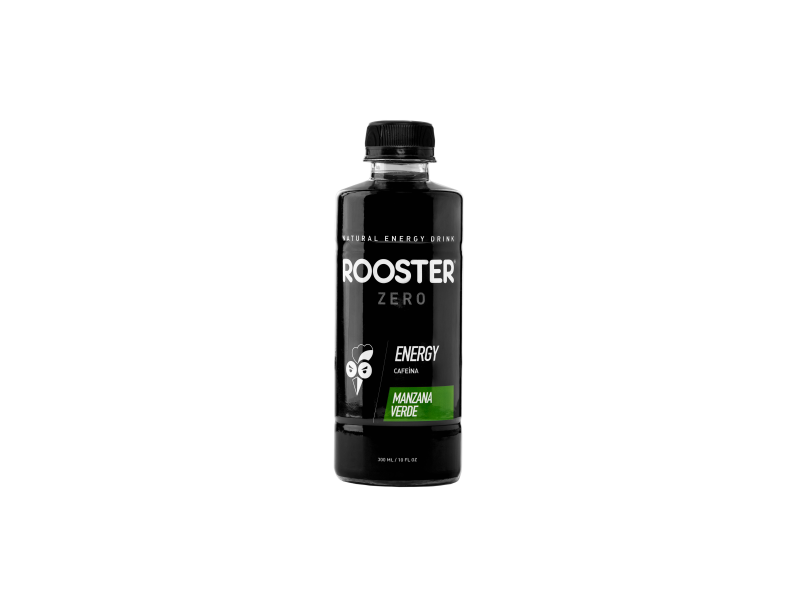 NATURAL ENERGY DRINK
ROOSTER®
ZERO
ENERGY
CAFEÍNA
MANZANA
VERDE
300 ML / 10 FL OZ